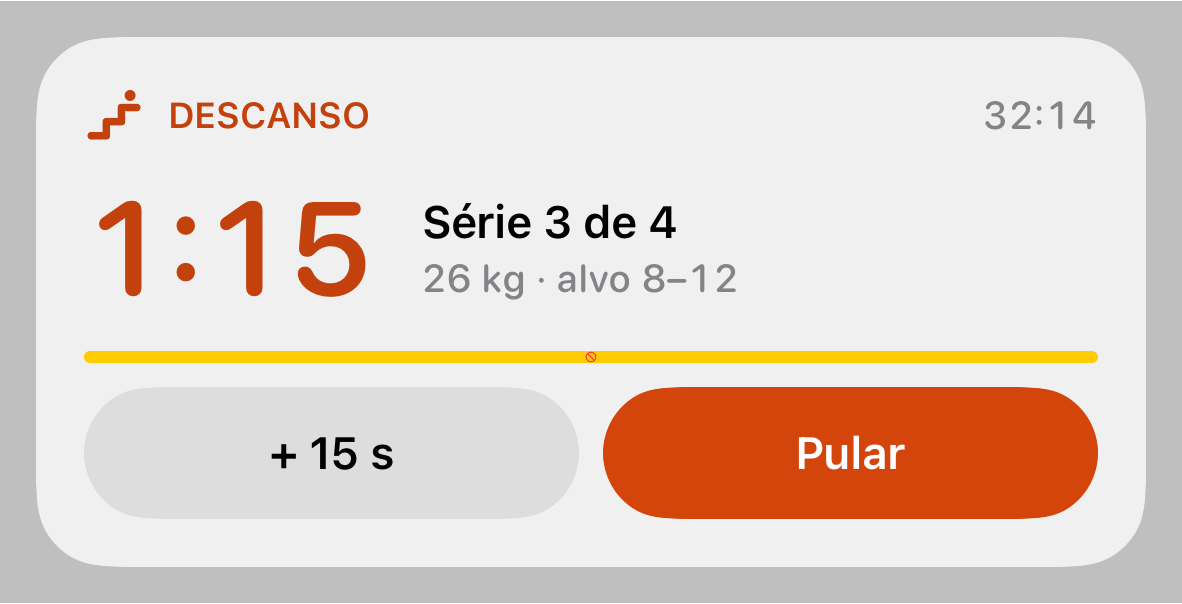 DESCANSO
32:14
1:15
Série 3 de 4
26 kg · alvo 8–12
+ 15 s
Pular